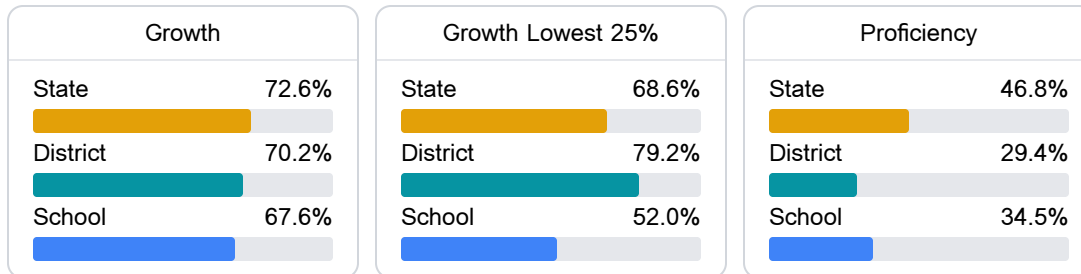 Growth
State 72.6%
District 70.2%
School 67.6%
Growth Lowest 25%
State 68.6%
District 79.2%
School 52.0%
Proficiency
State 46.8%
District 29.4%
School 34.5%